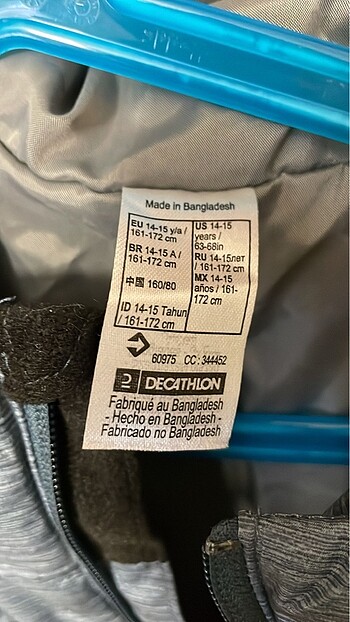 Made in Bangladesh
EU 14-15 y/a /
161-172 cm
BR 14-15 A /
161-172 cm
中国 160/80
ID 14-15 Tahun
/ 161-172 cm
US 14-15
years /
63-68in
RU 14-15лет
/ 161-172 cm
MX 14-15
años / 161-
172 cm
60975 CC: 344452
DECATHLON
Fabriqué au Bangladesh
- Hecho en Bangladesh -
Fabricado no Bangladesh